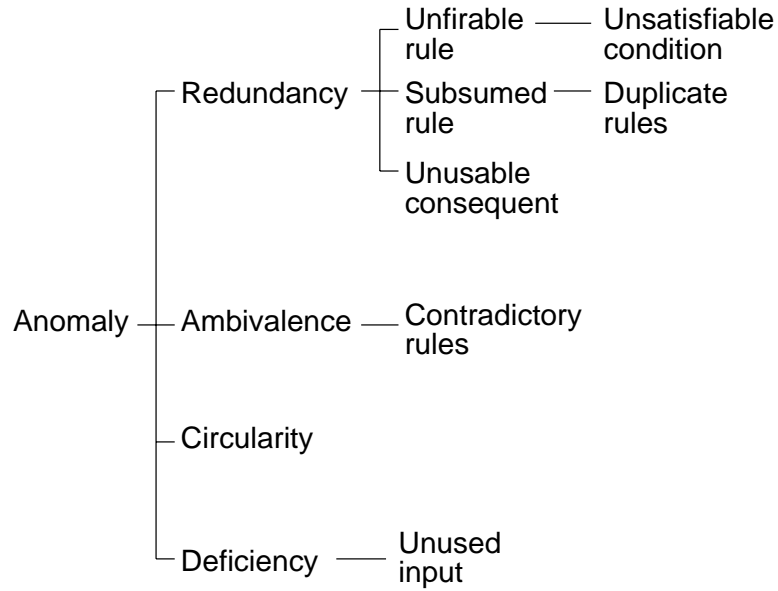 Unfirable
rule
Unsatisfiable
condition
Redundancy
Subsumed
rule
Duplicate
rules
Unusable
consequent
Anomaly
Ambivalence
Contradictory
rules
Circularity
Deficiency
Unused
input